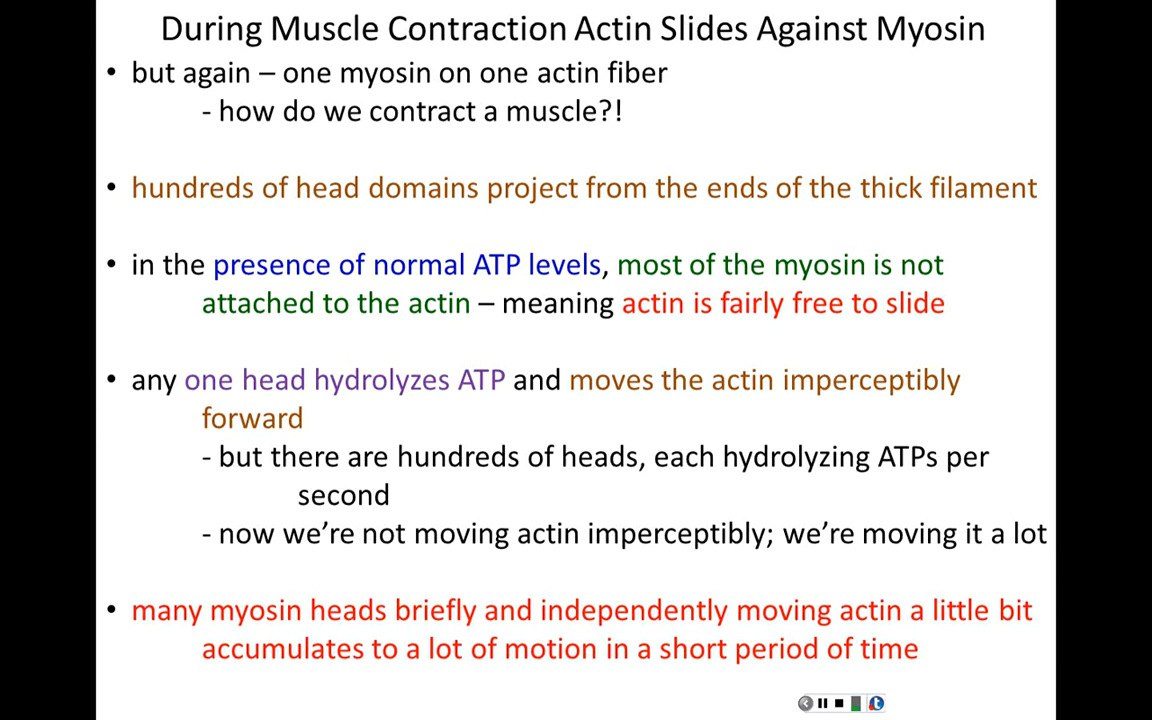 During Muscle Contraction Actin Slides Against Myosin
• but again – one myosin on one actin fiber
- how do we contract a muscle?!
• hundreds of head domains project from the ends of the thick filament
• in the presence of normal ATP levels, most of the myosin is not
attached to the actin – meaning actin is fairly free to slide
• any one head hydrolyzes ATP and moves the actin imperceptibly
forward
- but there are hundreds of heads, each hydrolyzing ATPs per
second
- now we’re not moving actin imperceptibly; we’re moving it a lot
• many myosin heads briefly and independently moving actin a little bit
accumulates to a lot of motion in a short period of time
t